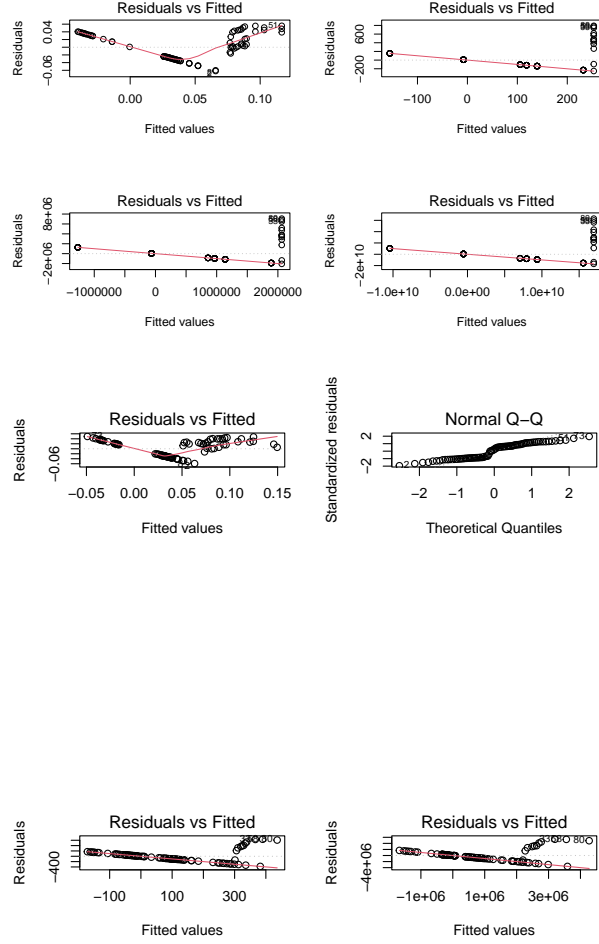 Residuals vs Fitted
Residuals
−0.06 0.04
51
0.00 0.05 0.10
Fitted values
Residuals vs Fitted
Residuals
−200 600
−100 0 100 200
Fitted values
Residuals vs Fitted
Residuals
−2e+06 8e+06
−1000000 0 1000000 2000000
Fitted values
Residuals vs Fitted
Residuals
−2e+10
−1.0e+10 0.0e+00 1.0e+10
Fitted values
Residuals vs Fitted
Residuals
−0.06
−0.05 0.00 0.05 0.10 0.15
Fitted values
Normal Q−Q
Standardized residuals
−2 2
−2 −1 0 1 2
Theoretical Quantiles
Residuals vs Fitted
Residuals
−400
−100 100 300
Fitted values
Residuals vs Fitted
Residuals
−4e+06
80
−1e+06 1e+06 3e+06
Fitted values